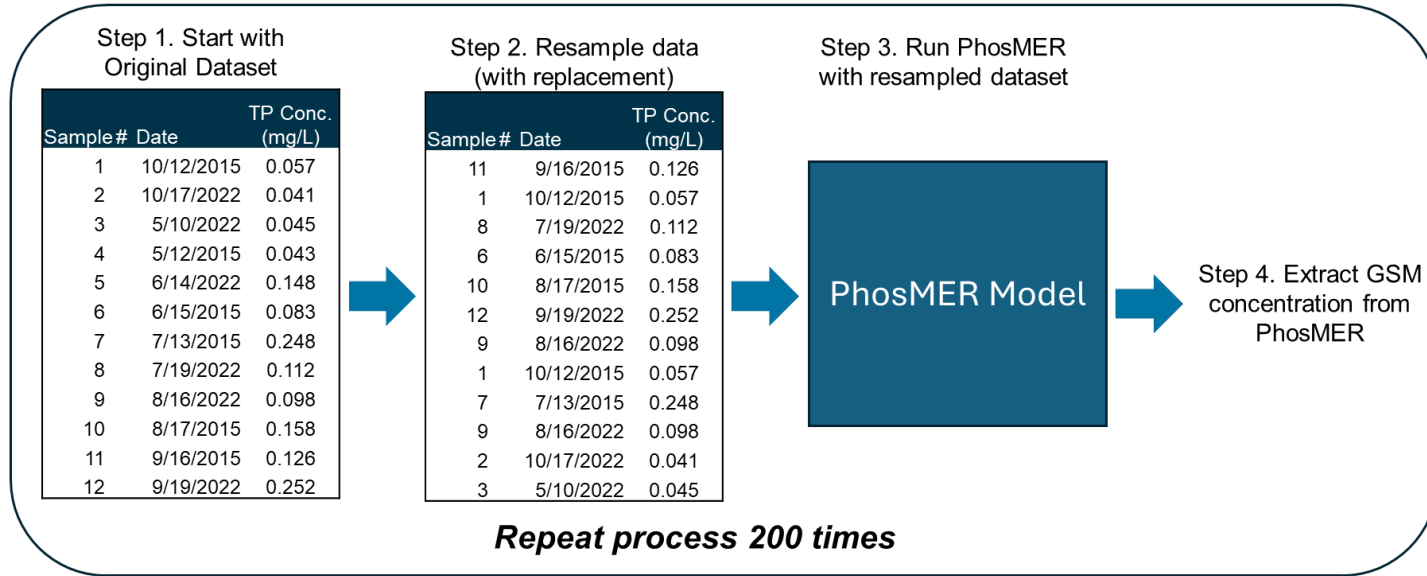 Step 1. Start with
Original Dataset
Sample # Date TP Conc. (mg/L)
1 10/12/2015 0.057
2 10/17/2022 0.041
3 5/10/2022 0.045
4 5/12/2015 0.043
5 6/14/2022 0.148
6 6/15/2015 0.083
7 7/13/2015 0.248
8 7/19/2022 0.112
9 8/16/2022 0.098
10 8/17/2015 0.158
11 9/16/2015 0.126
12 9/19/2022 0.252
Step 2. Resample data
(with replacement)
Sample # Date TP Conc. (mg/L)
11 9/16/2015 0.126
1 10/12/2015 0.057
8 7/19/2022 0.112
6 6/15/2015 0.083
10 8/17/2015 0.158
12 9/19/2022 0.252
9 8/16/2022 0.098
1 10/12/2015 0.057
7 7/13/2015 0.248
9 8/16/2022 0.098
2 10/17/2022 0.041
3 5/10/2022 0.045
Step 3. Run PhosMER
with resampled dataset
PhosMER Model
Step 4. Extract GSM
concentration from
PhosMER
Repeat process 200 times